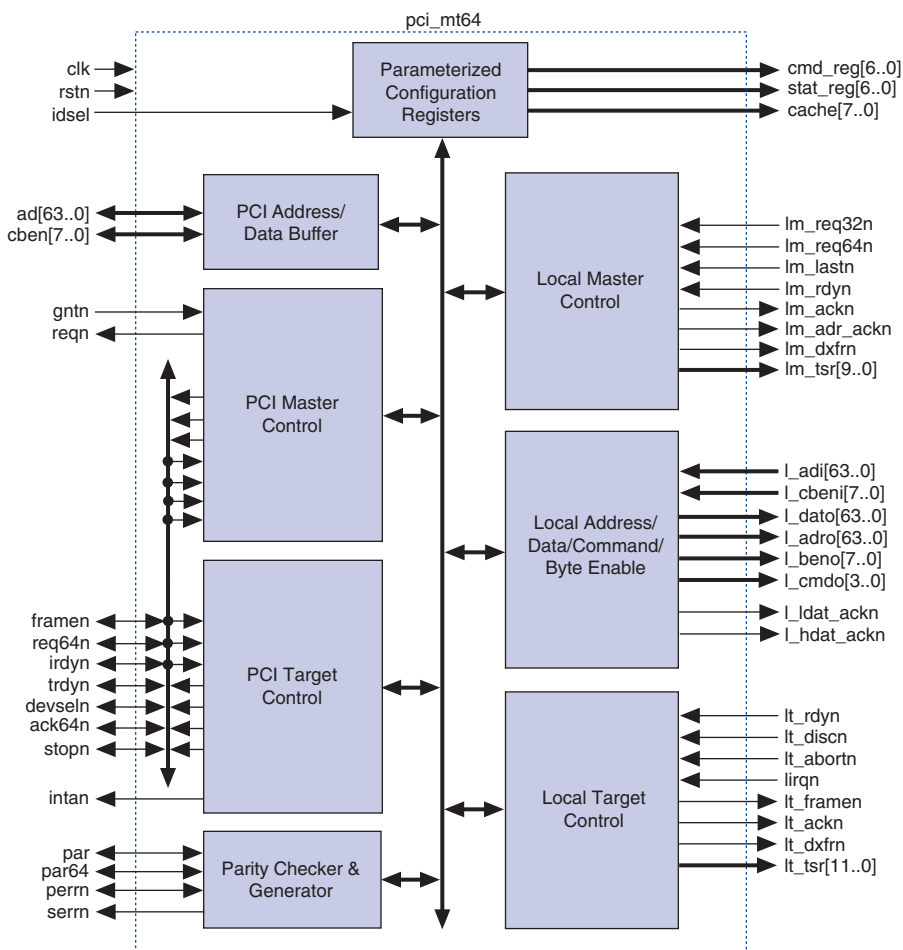 pci_mt64
clk
rstn
idsel
Parameterized
Configuration
Registers
cmd_reg[6..0]
stat_reg[6..0]
cache[7..0]
ad[63..0]
cben[7..0]
PCI Address/
Data Buffer
gntn
reqn
PCI Master
Control
framen
req64n
irdyn
trdyn
devseln
ack64n
stopn
intan
PCI Target
Control
par
par64
perrn
serrn
Parity Checker &
Generator
Local Master
Control
lm_req32n
lm_req64n
lm_lastn
lm_rdyn
lm_ackn
lm_adr_ackn
lm_dxfrn
lm_tsr[9..0]
Local Address/
Data/Command/
Byte Enable
l_adi[63..0]
l_cbeni[7..0]
l_dato[63..0]
l_adro[63..0]
l_beno[7..0]
l_cmdo[3..0]
l_ldat_ackn
l_hdat_ackn
Local Target
Control
lt_rdyn
lt_discn
lt_abortn
lirqn
lt_framen
lt_ackn
lt_dxfrn
lt_tsr[11..0]